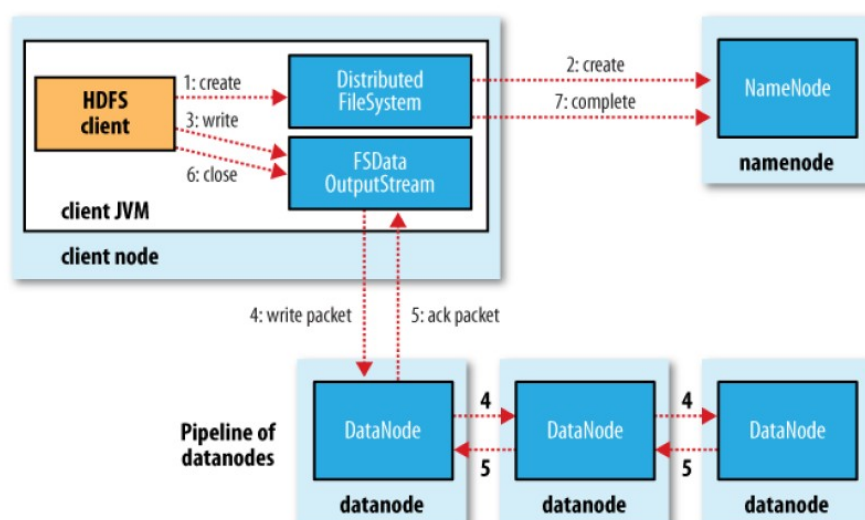 HDFS
client
1: create
3: write
6: close
Distributed
FileSystem
FSData
OutputStream
2: create
7: complete
NameNode
namenode
client JVM
client node
4: write packet
5: ack packet
Pipeline of
datanodes
DataNode
4
5
DataNode
4
5
DataNode
datanode
datanode
datanode